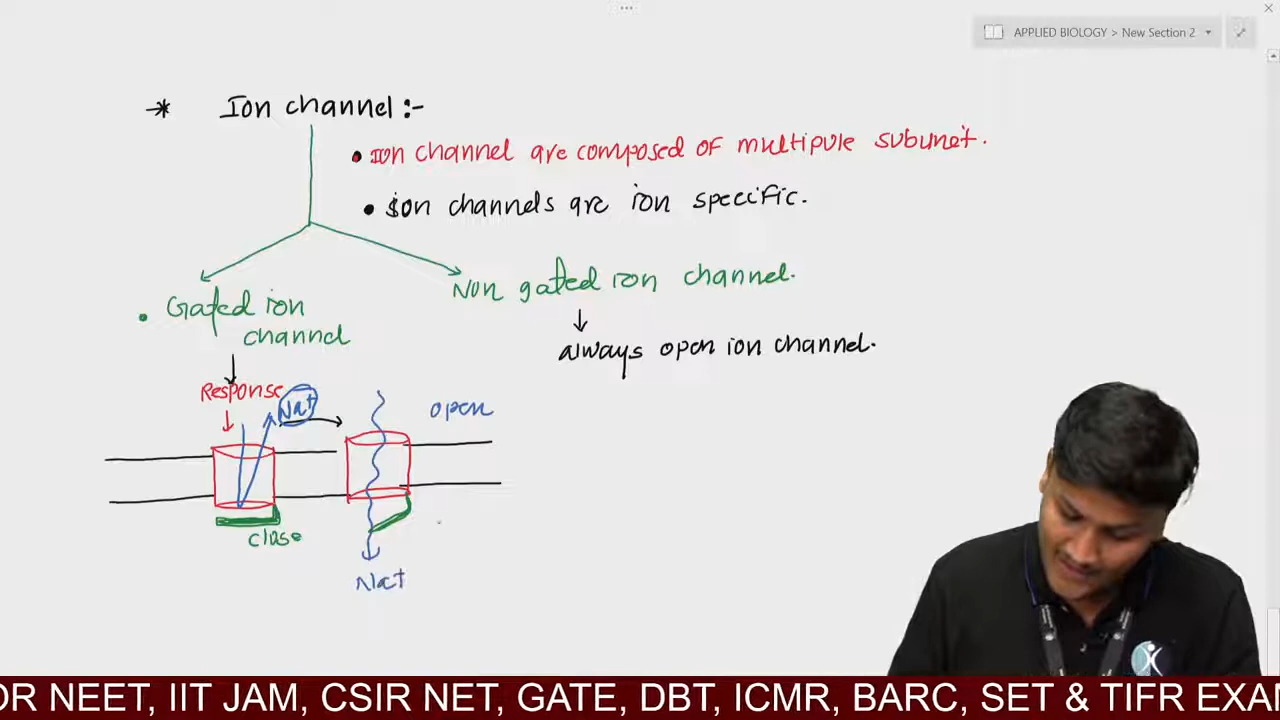 APPLIED BIOLOGY > New Section 2
Ion channel :-
• Ion channel are composed of multipule subunit.
• Ion channels are ion specific.
• Gated ion
channel
Non gated ion channel.
always open ion channel.
Response
Na+
open
close
Na+
OR NEET, IIT JAM, CSIR NET, GATE, DBT, ICMR, BARC, SET & TIFR EXA